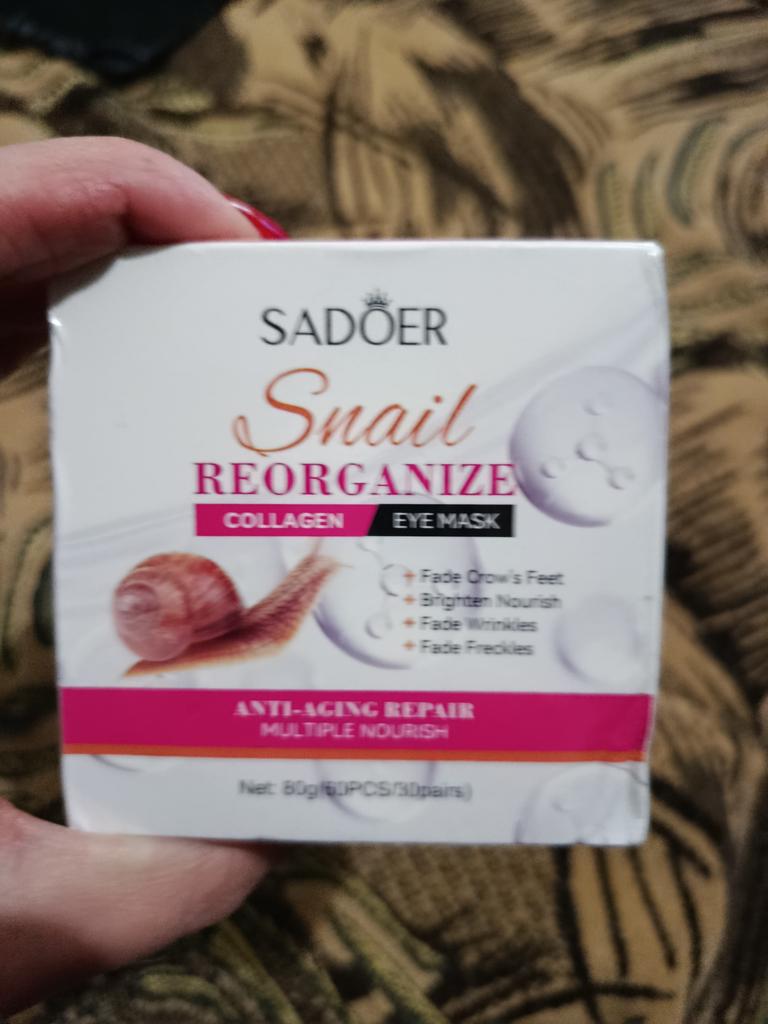 SADOER
Snail
REORGANIZE
COLLAGEN EYE MASK
+ Fade Crow's Feet
+ Brighten Nourish
+ Fade Wrinkles
+ Fade Freckles
ANTI-AGING REPAIR
MULTIPLE NOURISH
Net: 80g(60PCS/30pairs)